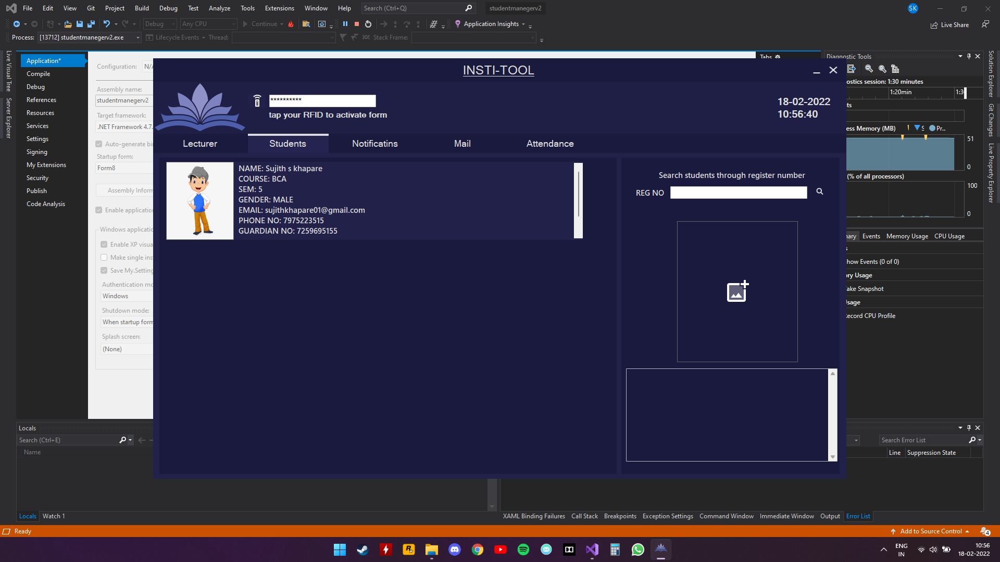 File Edit View Git Project Build Debug Test Analyze Tools Extensions Window Help Search (Ctrl+Q) studentmanegerv2 SK
Debug Any CPU Continue Application Insights Live Share
Process: [13712] studentmanegerv2.exe Lifecycle Events Thread: Stack Frame:
Live Visual Tree
Server Explorer
Application*
Compile
Debug
References
Resources
Services
Settings
Signing
My Extensions
Security
Publish
Code Analysis
Configuration: N/A
Assembly name:
studentmanegerv2
Target framework:
.NET Framework 4.7.
Auto-generate bin
Startup form:
Form8
Assembly Inform
Enable application
Windows applicatio
Enable XP visua
Make single ins
Save My.Setting
Authentication mo
Windows
Shutdown mode:
When startup form
Splash screen:
(None)
INSTI-TOOL
**********
tap your RFID to activate form
18-02-2022
10:56:40
Lecturer Students Notificatins Mail Attendance
NAME: Sujith s khapare
COURSE: BCA
SEM: 5
GENDER: MALE
EMAIL: sujithkhapare01@gmail.com
PHONE NO: 7975223515
GUARDIAN NO: 7259695155
Search students through register number
REG NO
Tabs
Diagnostic Tools
ostics session: 1:30 minutes
1:20min 1:30
ts
ess Memory (MB) S Pr...
51
0
(% of all processors)
100
0
nary Events Memory Usage CPU Usage
s
how Events (0 of 0)
ory Usage
Take Snapshot
Usage
Record CPU Profile
Solution Explorer
Git Changes
Live Property Explorer
Locals
Search (Ctrl+E)
Name
Search Error List
Line Suppression State
Locals Watch 1
XAML Binding Failures Call Stack Breakpoints Exception Settings Command Window Immediate Window Output Error List
Ready
Add to Source Control 4
ENG
IN
10:56
18-02-2022